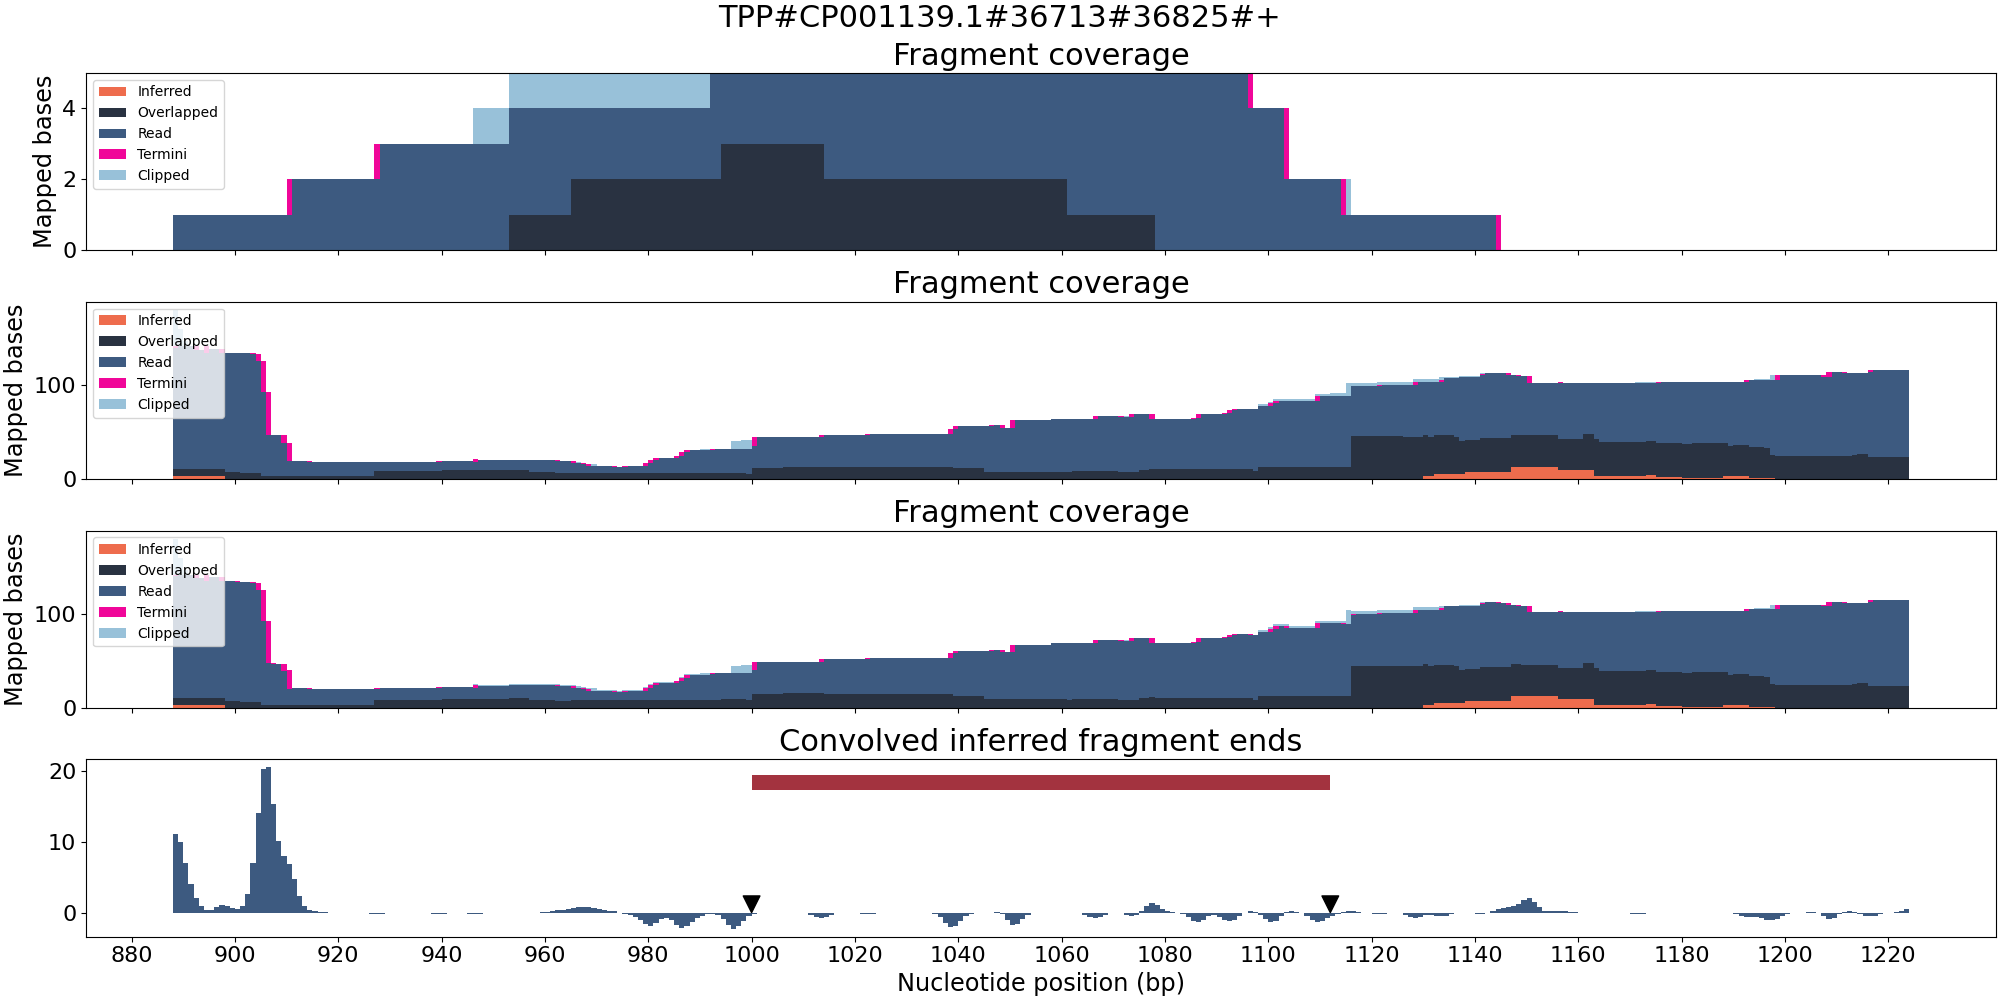 TPP#CP001139.1#36713#36825#+
Fragment coverage
Mapped bases
4
2
0
Inferred
Overlapped
Read
Termini
Clipped
Fragment coverage
Mapped bases
100
0
Inferred
Overlapped
Read
Termini
Clipped
Fragment coverage
Mapped bases
100
0
Inferred
Overlapped
Read
Termini
Clipped
Convolved inferred fragment ends
20
10
0
880 900 920 940 960 980 1000 1020 1040 1060 1080 1100 1120 1140 1160 1180 1200 1220
Nucleotide position (bp)